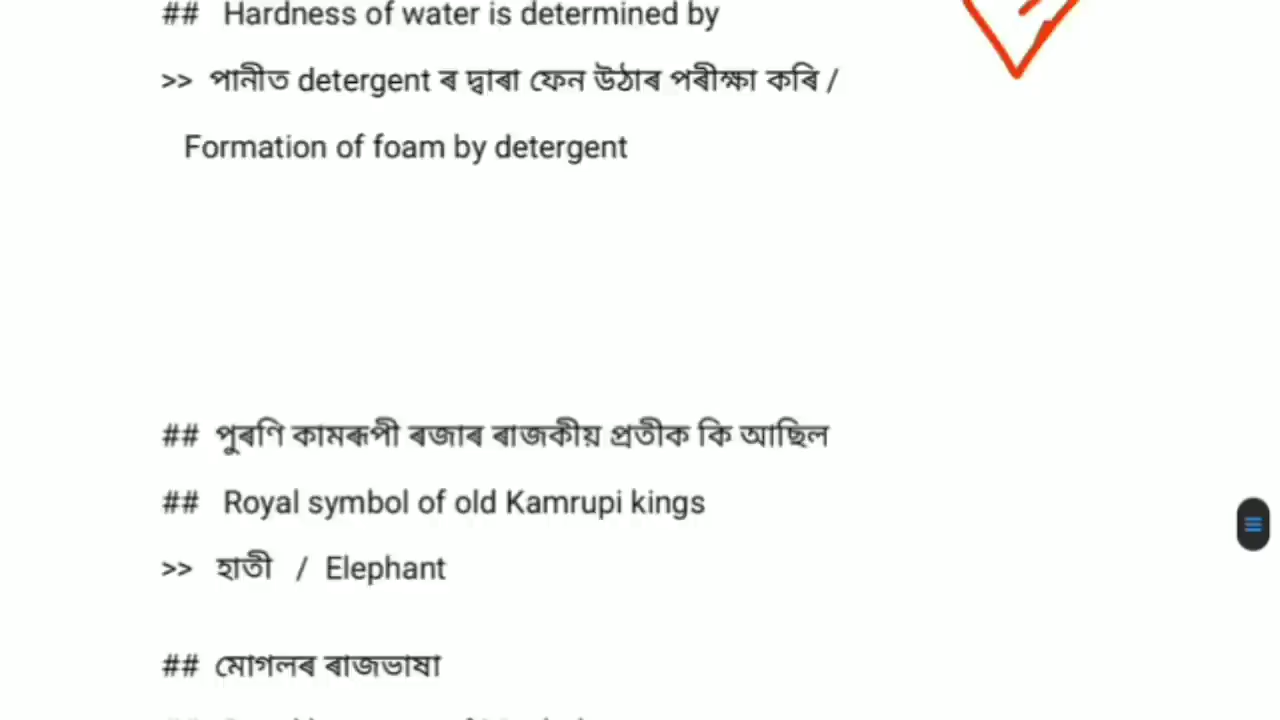 ## Hardness of water is determined by
>> পানীত detergent ৰ দ্বাৰা ফেন উঠাৰ পৰীক্ষা কৰি /
Formation of foam by detergent
## পুৰণি কামৰূপী ৰজাৰ ৰাজকীয় প্ৰতীক কি আছিল
## Royal symbol of old Kamrupi kings
>> হাতী / Elephant
## মোগলৰ ৰাজভাষা